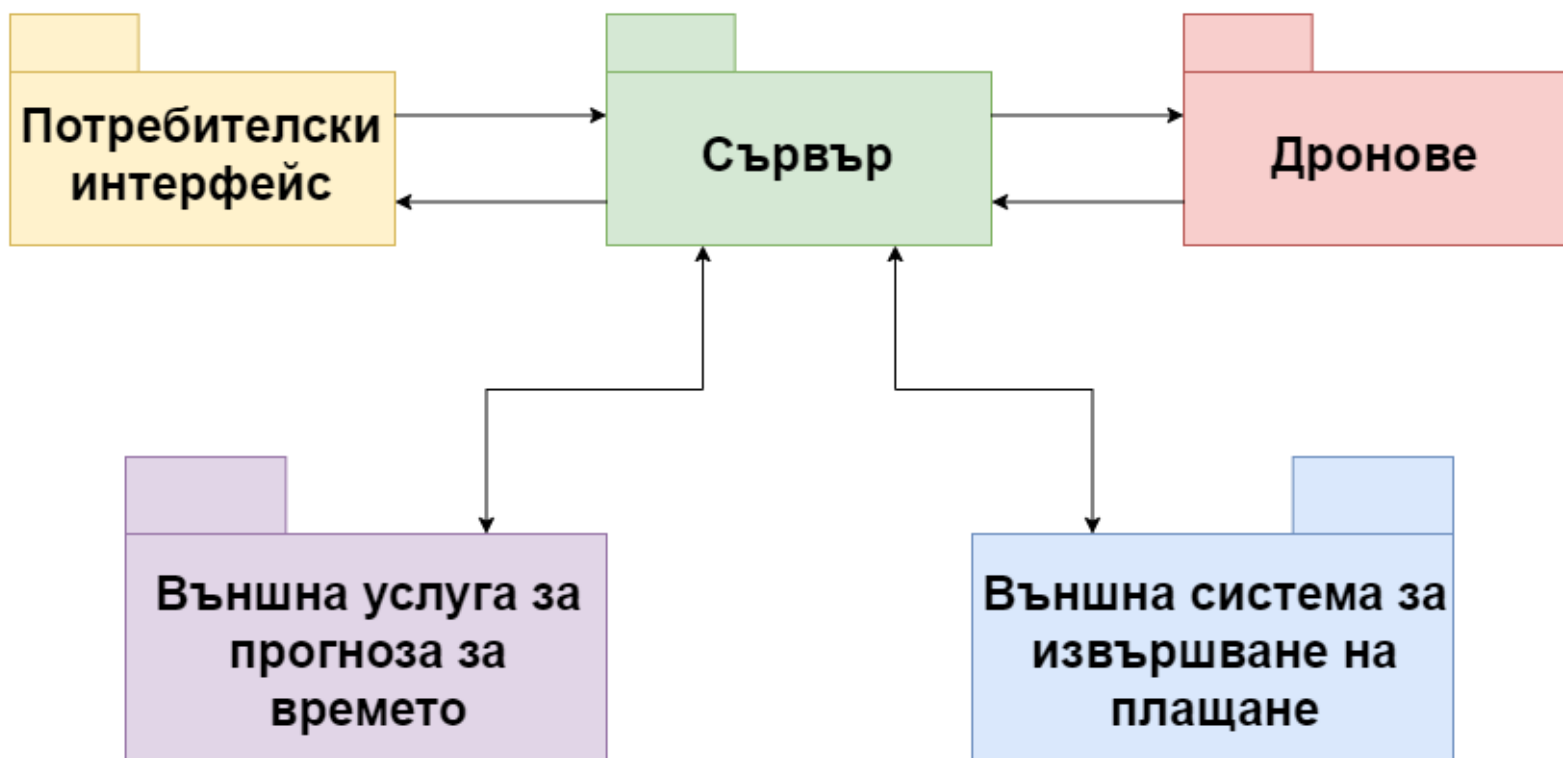 Потребителски
интерфейс
Сървър
Дронове
Външна услуга за
прогноза за
времето
Външна система за
извършване на
плащане